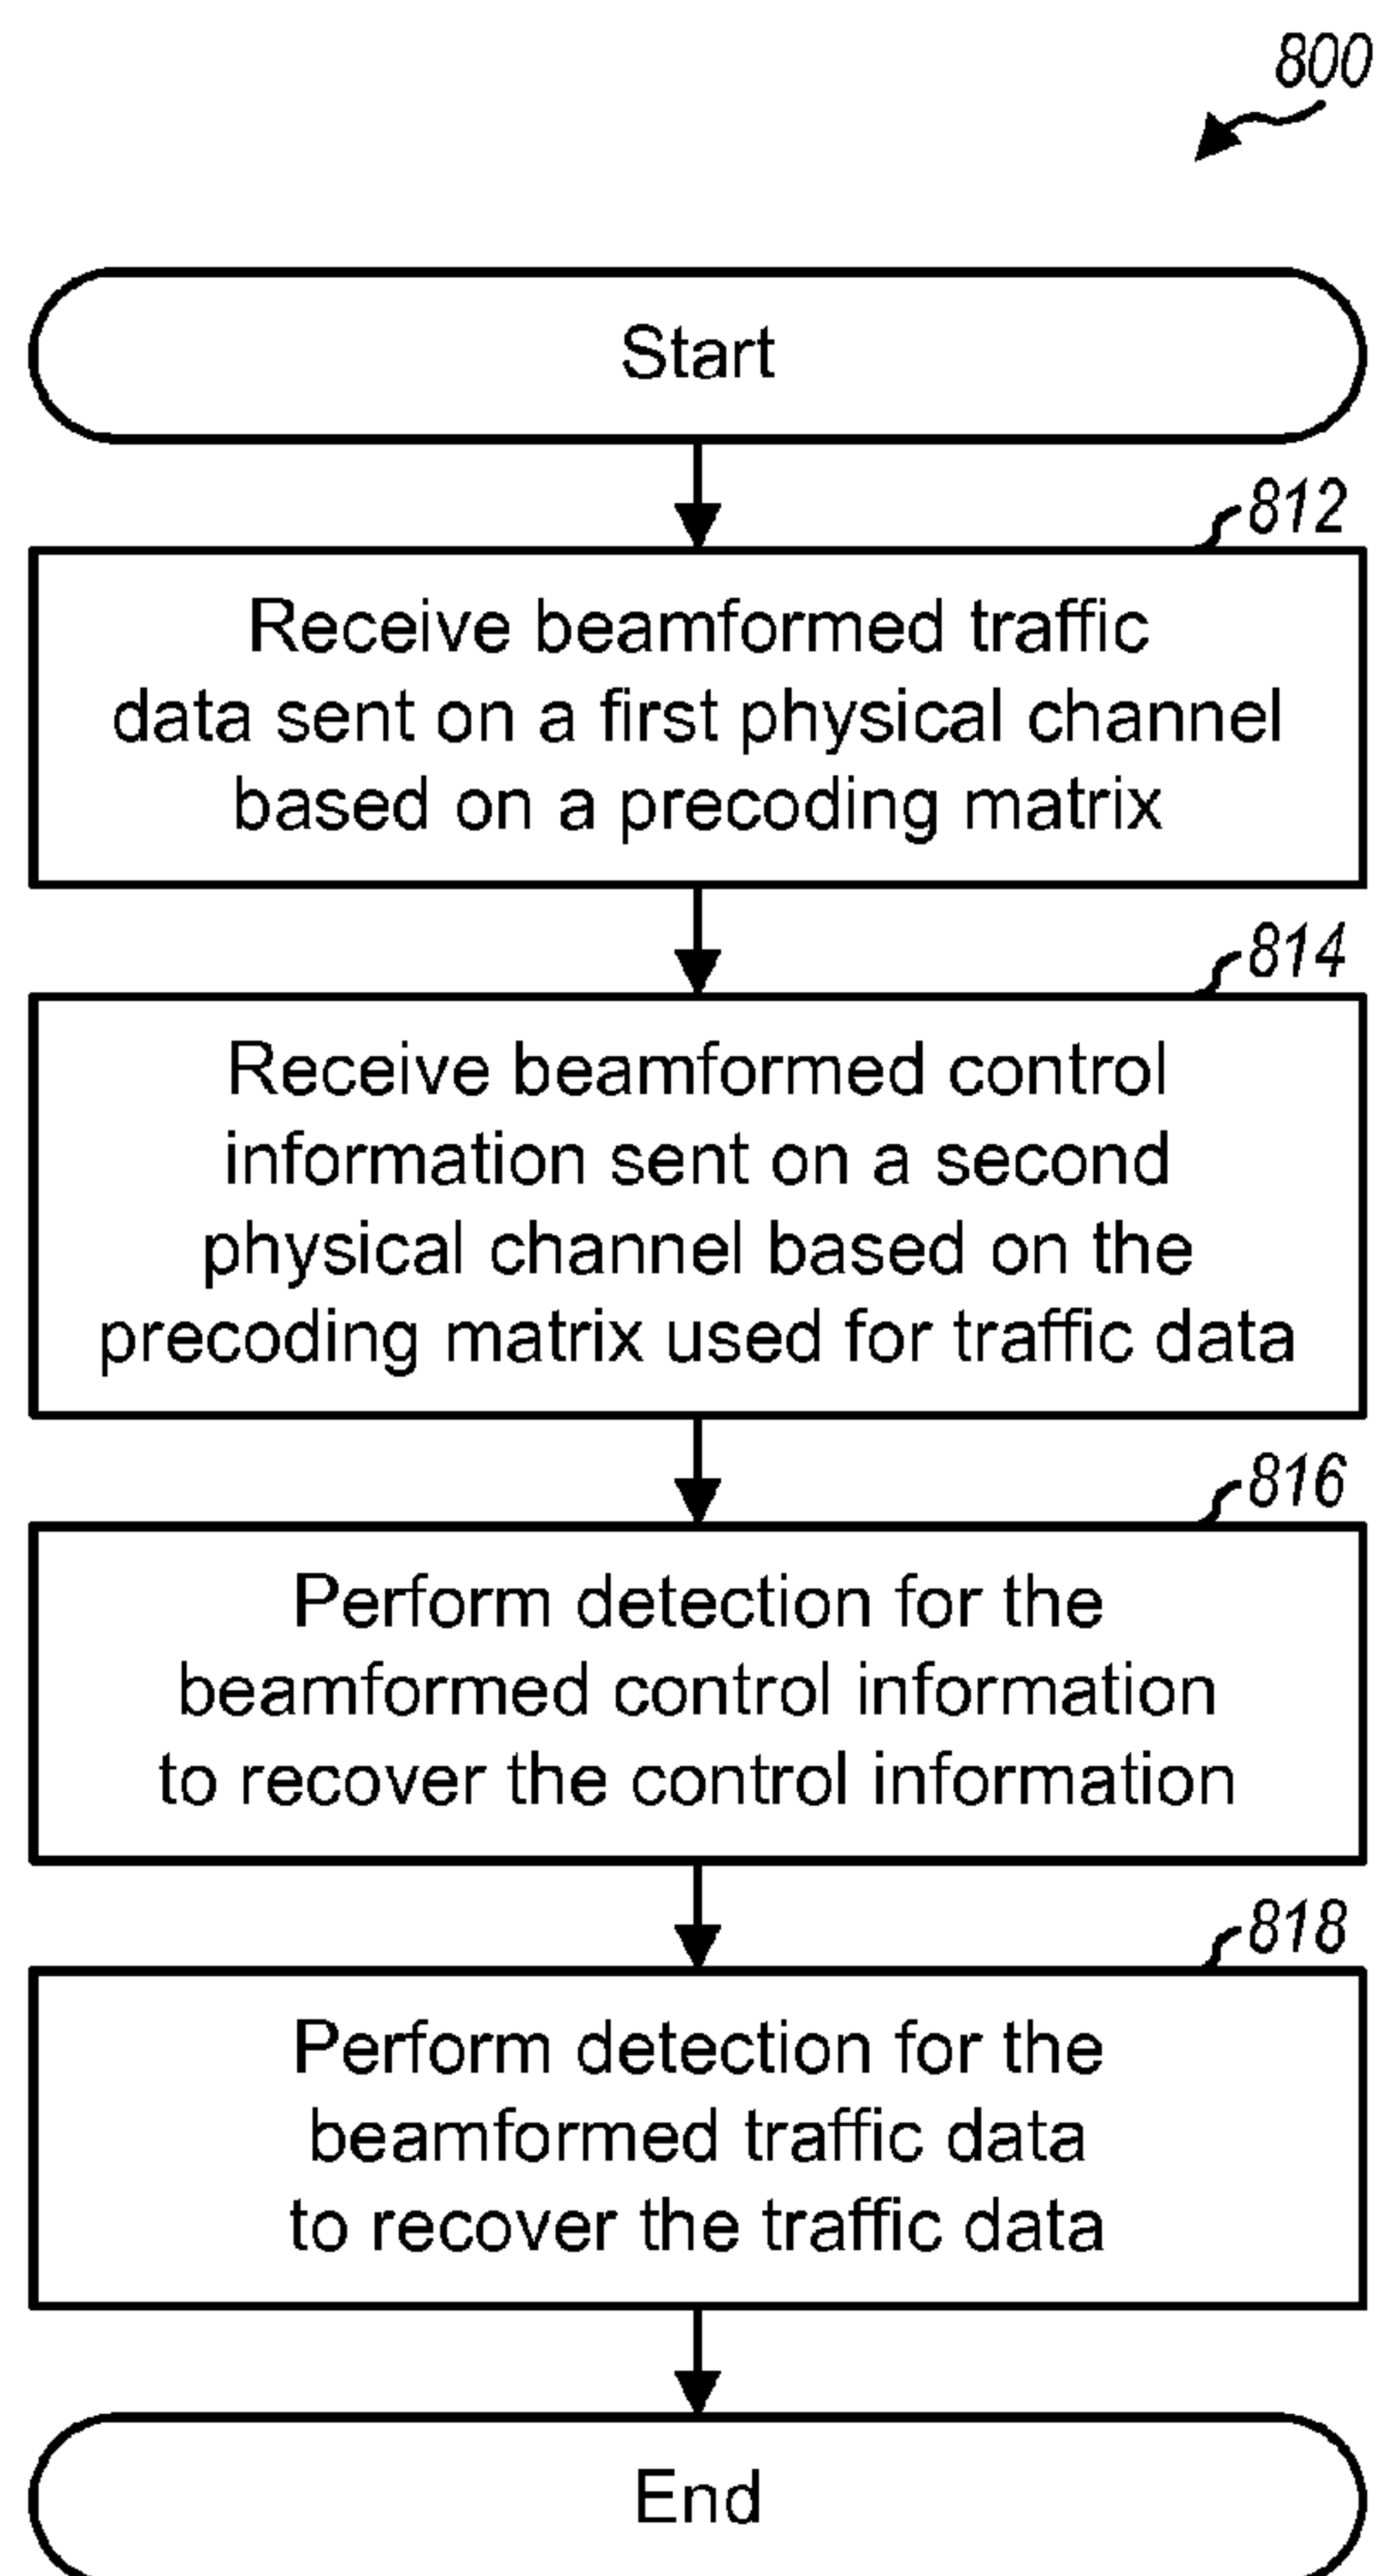 800
Start
812
Receive beamformed traffic
data sent on a first physical channel
based on a precoding matrix
814
Receive beamformed control
information sent on a second
physical channel based on the
precoding matrix used for traffic data
816
Perform detection for the
beamformed control information
to recover the control information
818
Perform detection for the
beamformed traffic data
to recover the traffic data
End